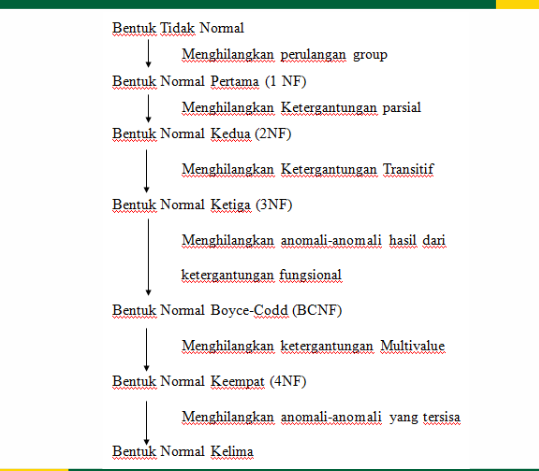 Bentuk Tidak Normal
Menghilangkan perulangan group
Bentuk Normal Pertama (1 NF)
Menghilangkan Ketergantungan parsial
Bentuk Normal Kedua (2NF)
Menghilangkan Ketergantungan Transitif
Bentuk Normal Ketiga (3NF)
Menghilangkan anomali-anomali hasil dari
ketergantungan fungsional
Bentuk Normal Boyce-Codd (BCNF)
Menghilangkan ketergantungan Multivalue
Bentuk Normal Keempat (4NF)
Menghilangkan anomali-anomali yang tersisa
Bentuk Normal Kelima